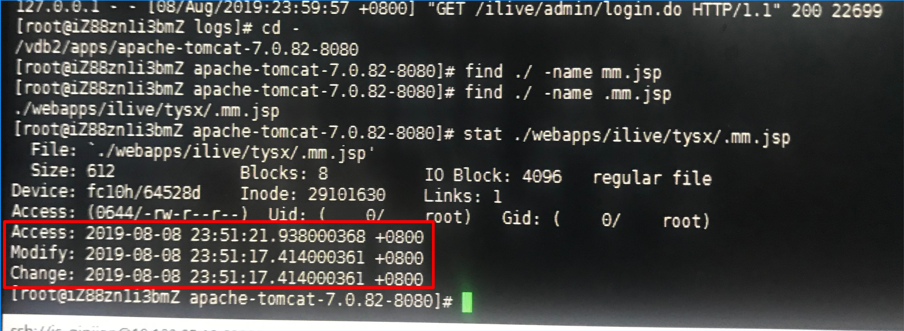 127.0.0.1 - - [08/Aug/2019:23:59:57 +0800] "GET /ilive/admin/login.do HTTP/1.1" 200 22699
[root@iZ88zn1i3bmZ logs]# cd -
/vdb2/apps/apache-tomcat-7.0.82-8080
[root@iZ88zn1i3bmZ apache-tomcat-7.0.82-8080]# find ./ -name mm.jsp
[root@iZ88zn1i3bmZ apache-tomcat-7.0.82-8080]# find ./ -name .mm.jsp
./webapps/ilive/tysx/.mm.jsp
[root@iZ88zn1i3bmZ apache-tomcat-7.0.82-8080]# stat ./webapps/ilive/tysx/.mm.jsp
File: `./webapps/ilive/tysx/.mm.jsp'
Size: 612 Blocks: 8 IO Block: 4096 regular file
Device: fc10h/64528d Inode: 29101630 Links: 1
Access: (0644/-rw-r--r--) Uid: ( 0/ root) Gid: ( 0/ root)
Access: 2019-08-08 23:51:21.938000368 +0800
Modify: 2019-08-08 23:51:17.414000361 +0800
Change: 2019-08-08 23:51:17.414000361 +0800
[root@iZ88zn1i3bmZ apache-tomcat-7.0.82-8080]#